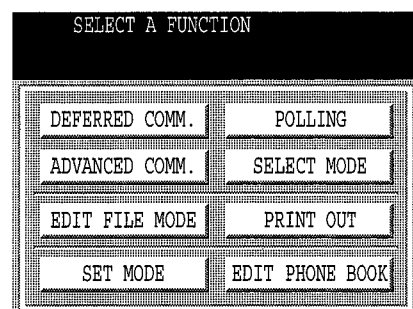 SELECT A FUNCTION
DEFERRED COMM. POLLING
ADVANCED COMM. SELECT MODE
EDIT FILE MODE PRINT OUT
SET MODE EDIT PHONE BOOK